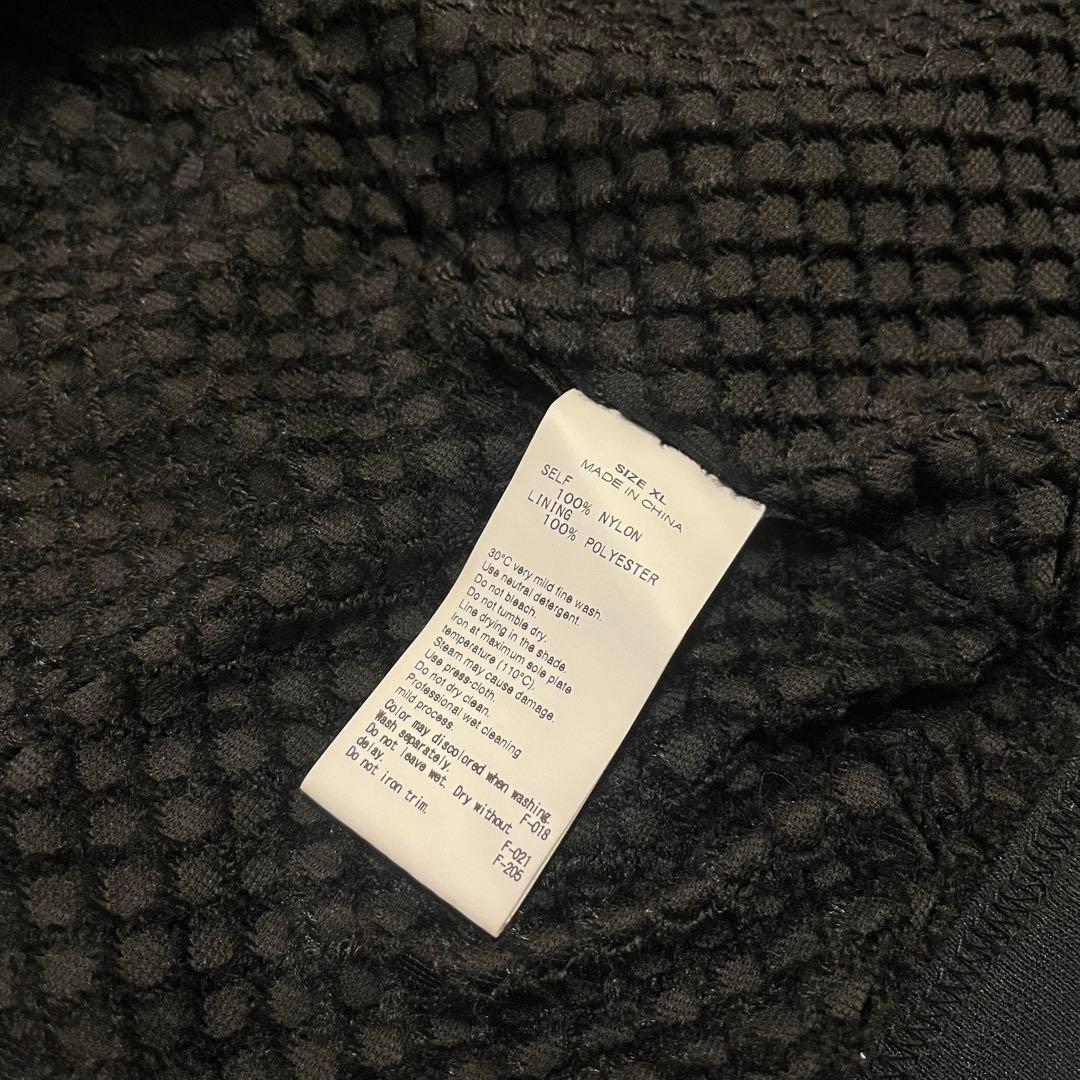 SIZE XL
MADE IN CHINA
SELF
100% NYLON
LINING
100% POLYESTER
30°C very mild fine wash.
Use neutral detergent.
Do not bleach.
Do not tumble dry.
Line drying in the shade.
Iron at maximum sole plate
temperature (110°C).
Steam may cause damage.
Use press-cloth.
Do not dry clean.
Professional wet cleaning
mild process.
Color may discolored when washing.
Wash separately. F-018
Do not leave wet. Dry without
delay. F-021
Do not iron trim. F-205